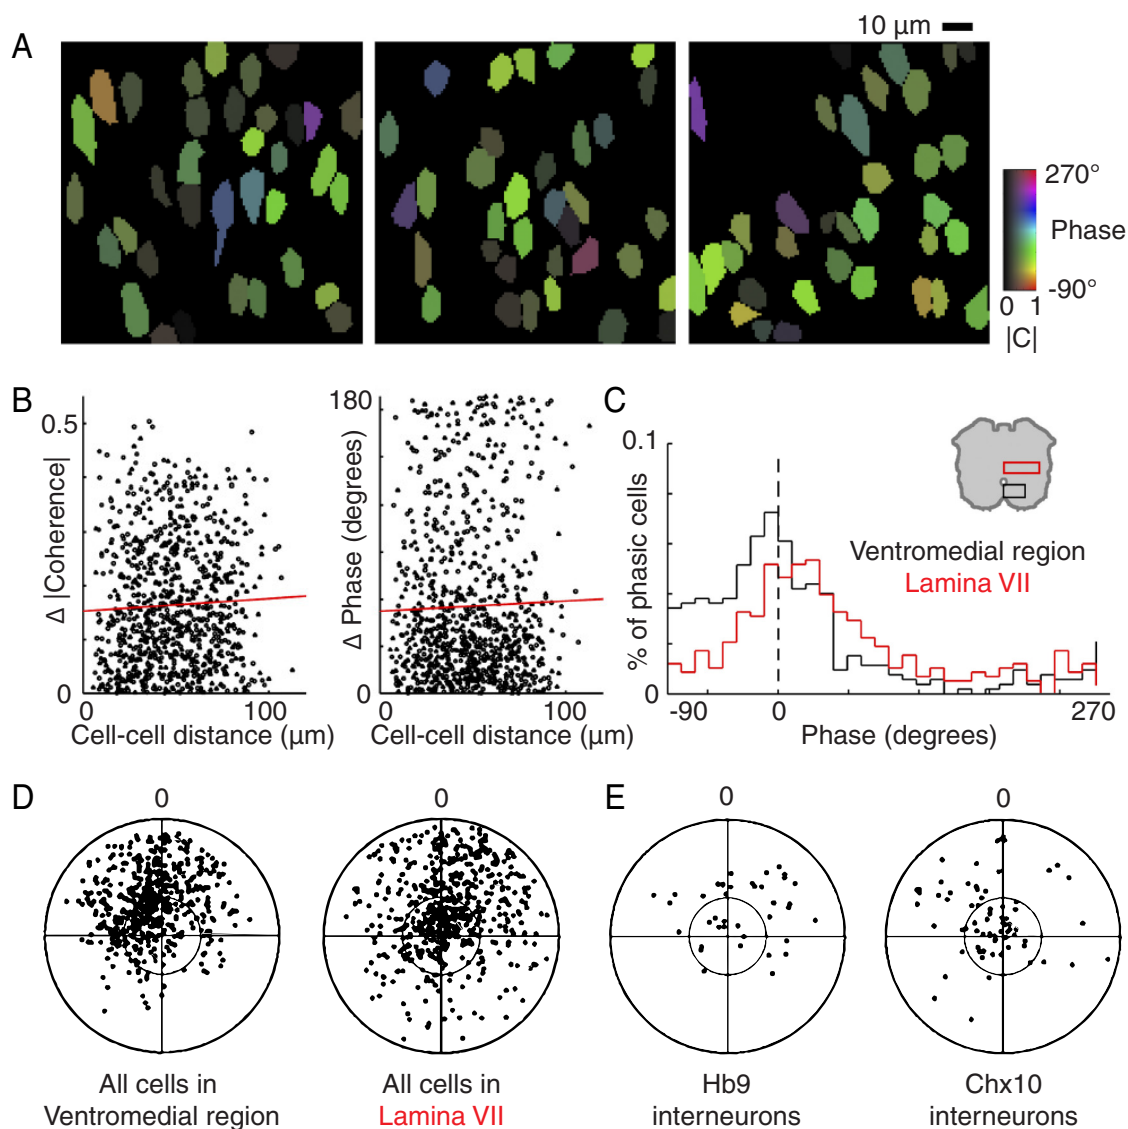 A
10 µm
270°
Phase
-90°
0 1
|C|
B
0.5
Δ |Coherence|
0
0 100
Cell-cell distance (µm)
180
Δ Phase (degrees)
0
0 100
Cell-cell distance (µm)
C
0.1
% of phasic cells
0
Ventromedial region
Lamina VII
-90 0 270
Phase (degrees)
D
0
All cells in
Ventromedial region
0
All cells in
Lamina VII
E
0
Hb9
interneurons
0
Chx10
interneurons